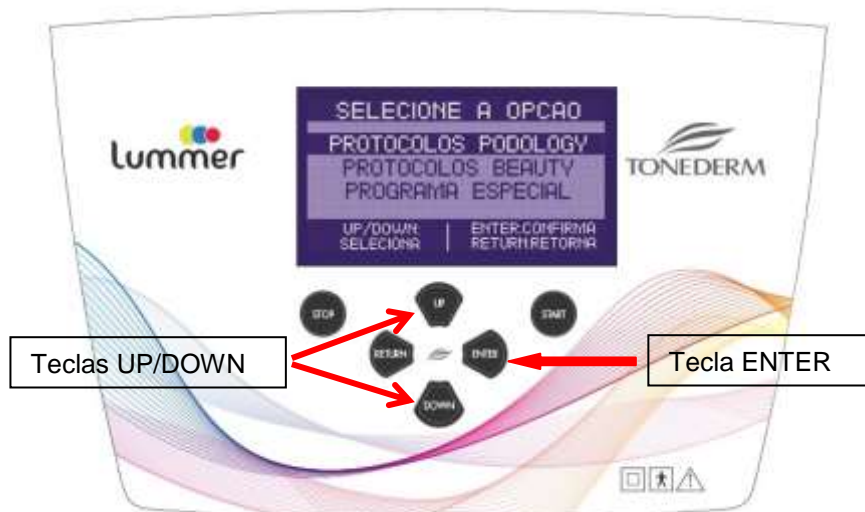 SELECIONE A OPCAO
PROTOCOLOS PODOLOGY
PROTOCOLOS BEAUTY
PROGRAMA ESPECIAL
UP/DOWN: ENTER:CONFIRMA
SELECIONA RETURN:RETORNA
lummer
TONEDERM
STOP
UP
START
RETURN
ENTER
DOWN
Teclas UP/DOWN
Tecla ENTER